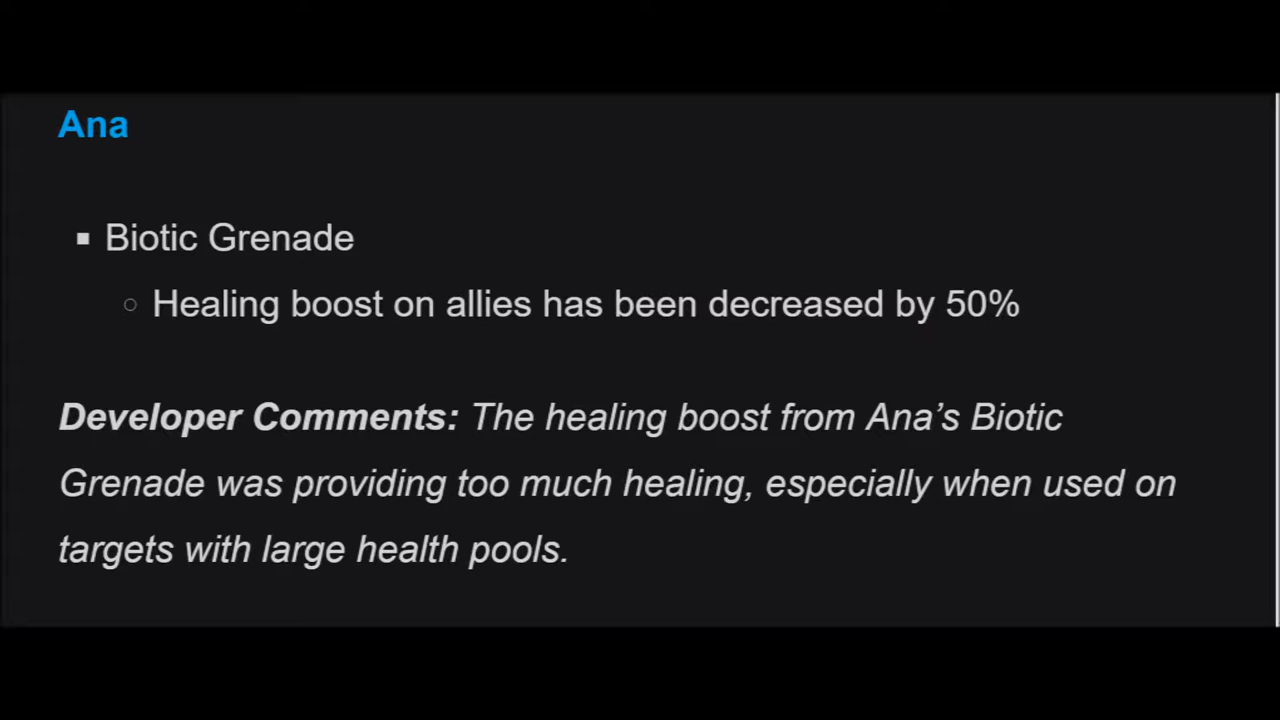 Ana
Biotic Grenade
Healing boost on allies has been decreased by 50%
Developer Comments: The healing boost from Ana’s Biotic
Grenade was providing too much healing, especially when used on
targets with large health pools.